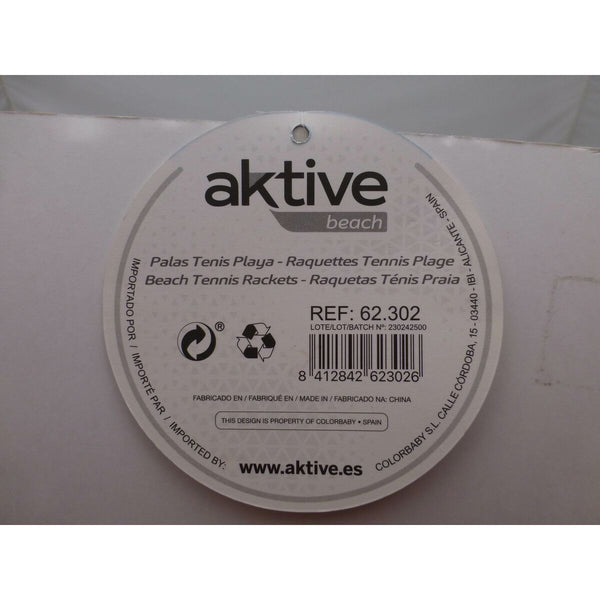 aktive
beach
Palas Tenis Playa - Raquettes Tennis Plage
Beach Tennis Rackets - Raquetas Ténis Praia
REF: 62.302
LOTE/LOT/BATCH Nº: 230242500
8 412842 623026
®
FABRICADO EN / FABRIQUÉ EN / MADE IN / FABRICADO NA: CHINA
THIS DESIGN IS PROPERTY OF COLORBABY • SPAIN
www.aktive.es
IMPORTADO POR / IMPORTÉ PAR / IMPORTED BY:
COLORBABY S.L. CALLE CÓRDOBA, 15 - 03440 - IBI - ALICANTE - SPAIN